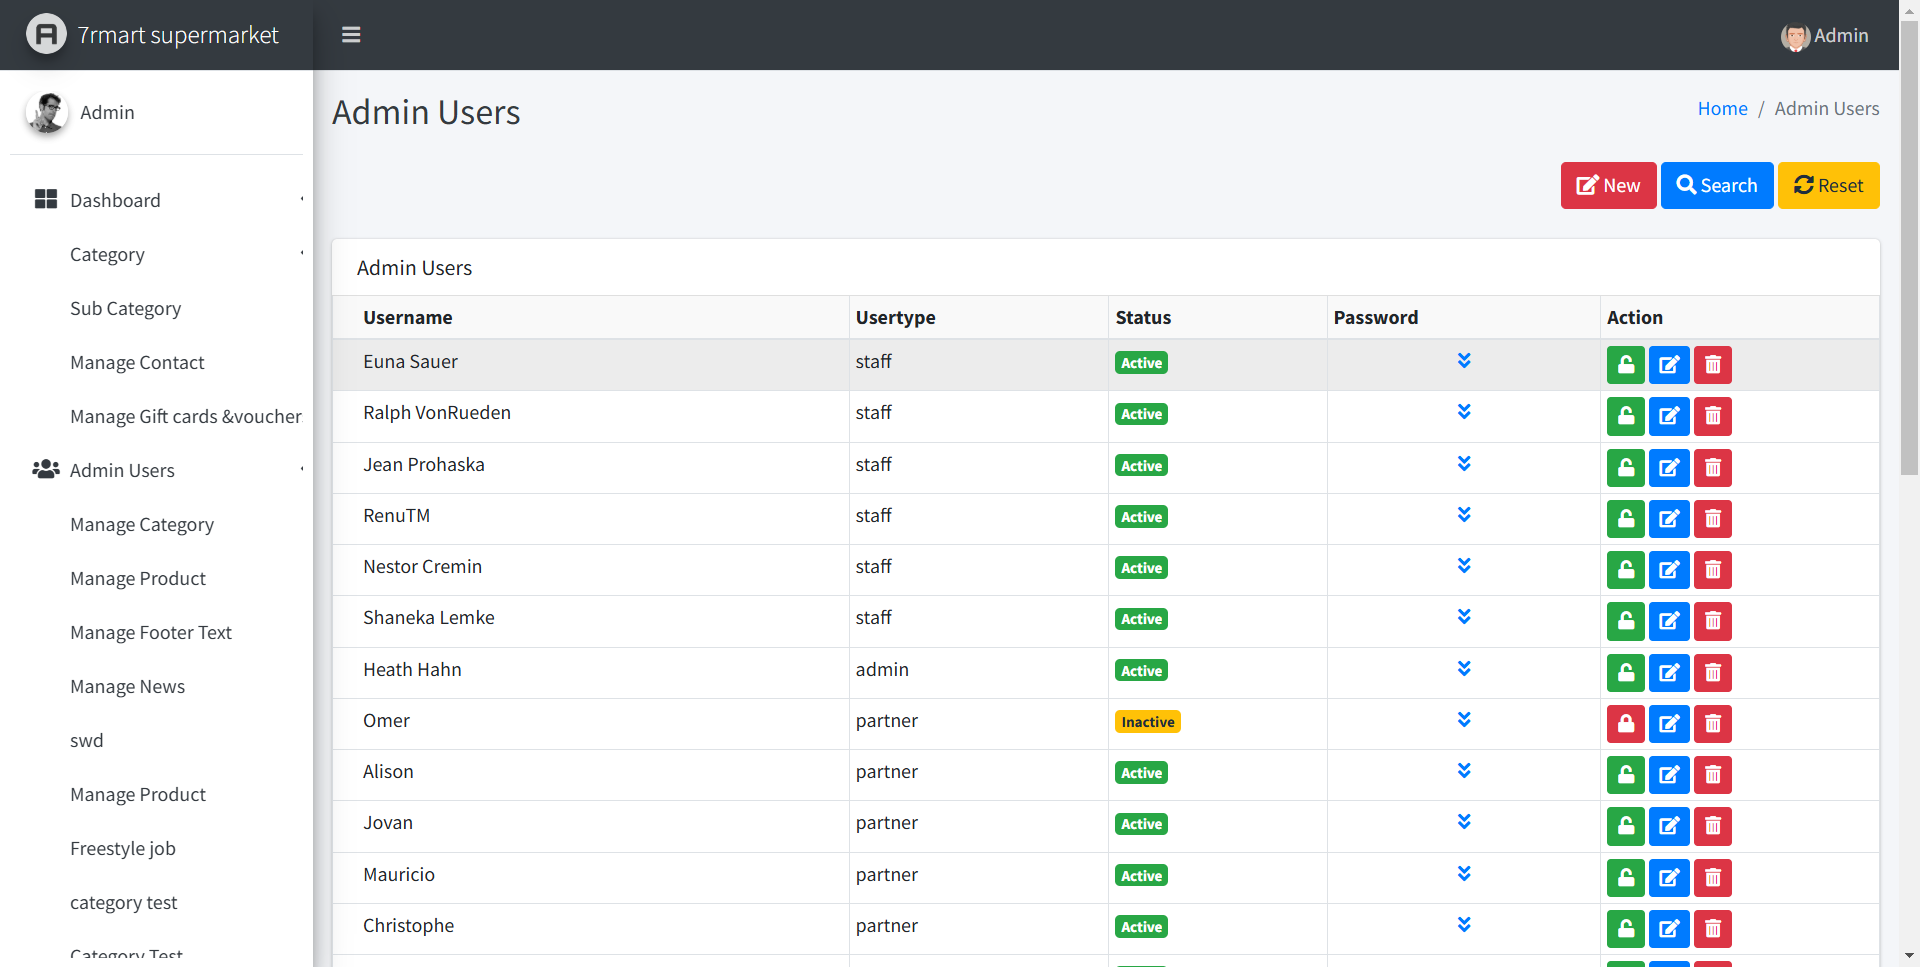 7rmart supermarket
Admin
Admin
Dashboard
Category
Sub Category
Manage Contact
Manage Gift cards &voucher
Admin Users
Manage Category
Manage Product
Manage Footer Text
Manage News
swd
Manage Product
Freestyle job
category test
Category Test
Admin Users
Home / Admin Users
New Search Reset
Admin Users
Username Usertype Status Password Action
Euna Sauer staff Active
Ralph VonRueden staff Active
Jean Prohaska staff Active
RenuTM staff Active
Nestor Cremin staff Active
Shaneka Lemke staff Active
Heath Hahn admin Active
Omer partner Inactive
Alison partner Active
Jovan partner Active
Mauricio partner Active
Christophe partner Active